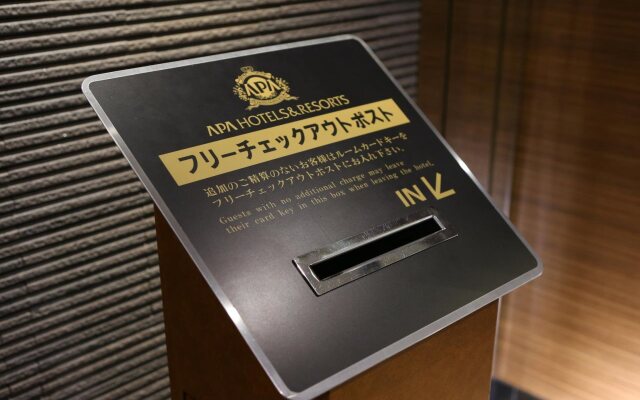 APA
APA HOTELS&RESORTS
フリーチェックアウトポスト
追加のご精算のないお客様はルームカードキーを
フリーチェックアウトポストにお入れ下さい。
Guests with no additional charge may leave
their card key in this box when leaving the hotel.
IN